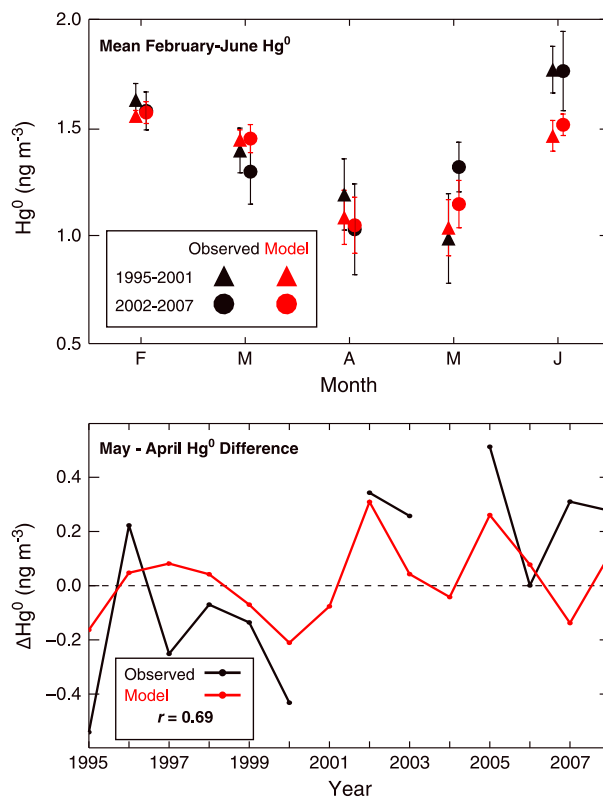 Mean February-June Hg⁰
2.0
1.5
1.0
0.5
Hg⁰ (ng m⁻³)
Observed Model
1995-2001
2002-2007
F M A M J
Month
May - April Hg⁰ Difference
0.4
0.2
0.0
−0.2
−0.4
ΔHg⁰ (ng m⁻³)
Observed
Model
r = 0.69
1995 1997 1999 2001 2003 2005 2007
Year